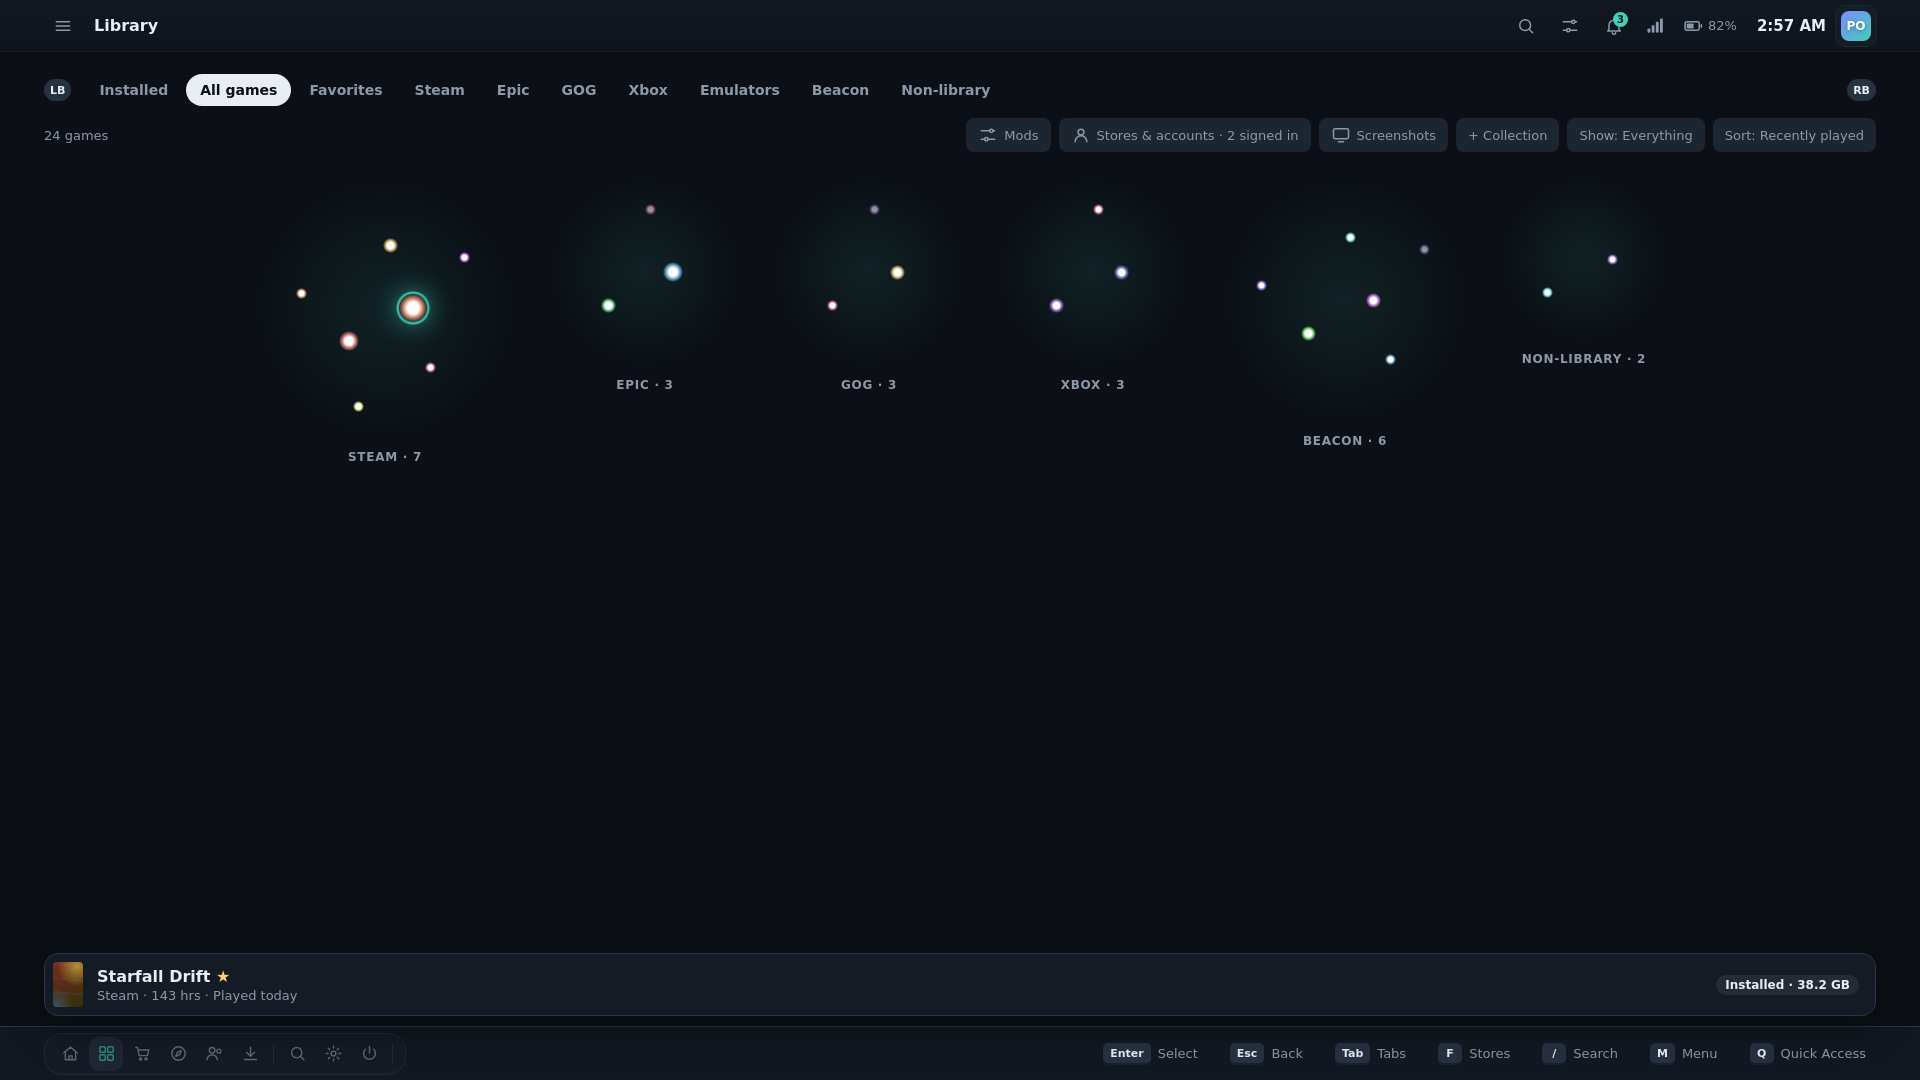 Library
3
82%
2:57 AM
PO
LB
Installed
All games
Favorites
Steam
Epic
GOG
Xbox
Emulators
Beacon
Non-library
RB
24 games
Mods
Stores & accounts · 2 signed in
Screenshots
+ Collection
Show: Everything
Sort: Recently played
STEAM · 7
EPIC · 3
GOG · 3
XBOX · 3
BEACON · 6
NON-LIBRARY · 2
Starfall Drift ★
Steam · 143 hrs · Played today
Installed · 38.2 GB
Enter Select
Esc Back
Tab Tabs
F Stores
/ Search
M Menu
Q Quick Access